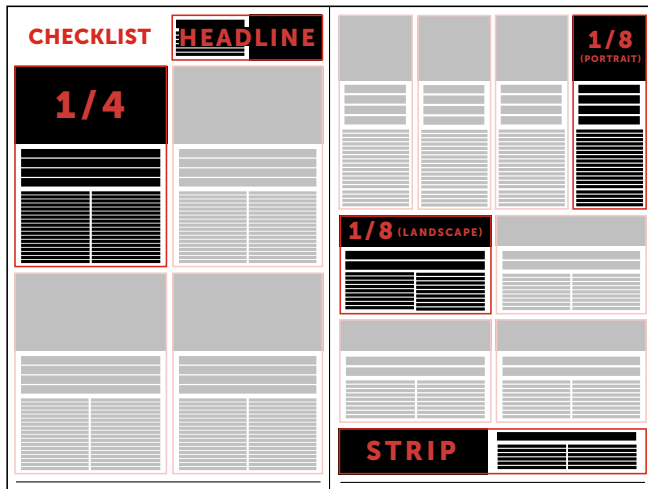 CHECKLIST
HEADLINE
1/4
1/8
(PORTRAIT)
1/8 (LANDSCAPE)
STRIP